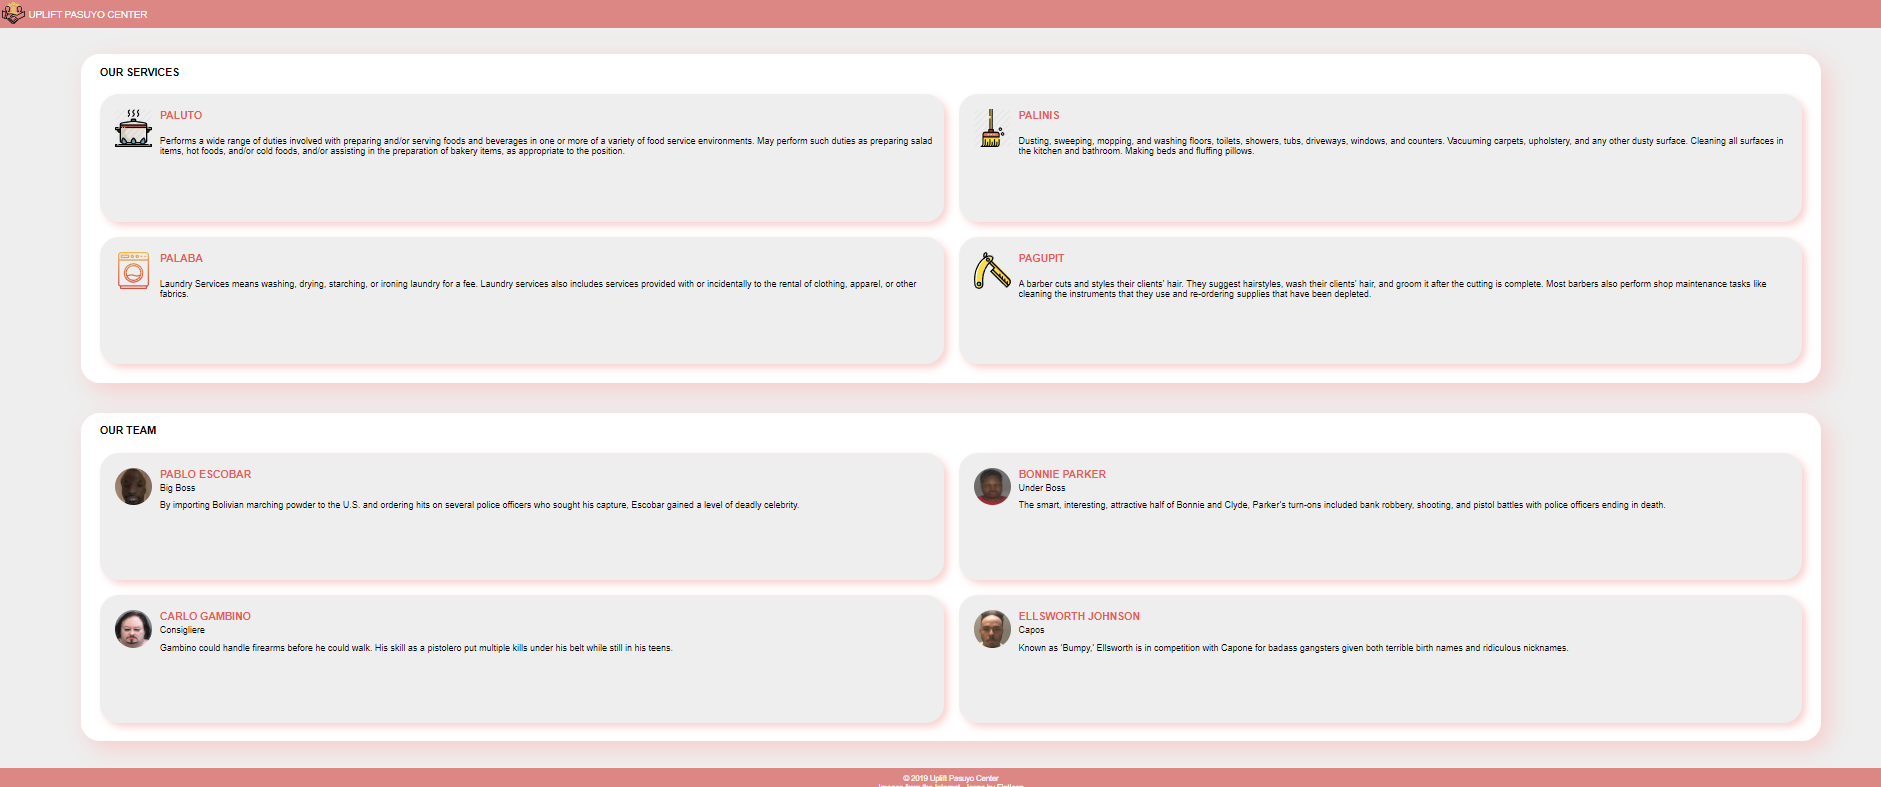 UPLIFT PASUYO CENTER
OUR SERVICES
PALUTO
Performs a wide range of duties involved with preparing and/or serving foods and beverages in one or more of a variety of food service environments. May perform such duties as preparing salad
items, hot foods, and/or cold foods, and/or assisting in the preparation of bakery items, as appropriate to the position.
PALINIS
Dusting, sweeping, mopping, and washing floors, toilets, showers, tubs, driveways, windows, and counters. Vacuuming carpets, upholstery, and any other dusty surface. Cleaning all surfaces in
the kitchen and bathroom. Making beds and fluffing pillows.
PALABA
Laundry Services means washing, drying, starching, or ironing laundry for a fee. Laundry services also includes services provided with or incidentally to the rental of clothing, apparel, or other
fabrics.
PAGUPIT
A barber cuts and styles their clients' hair. They suggest hairstyles, wash their clients' hair, and groom it after the cutting is complete. Most barbers also perform shop maintenance tasks like
cleaning the instruments that they use and re-ordering supplies that have been depleted.
OUR TEAM
PABLO ESCOBAR
Big Boss
By importing Bolivian marching powder to the U.S. and ordering hits on several police officers who sought his capture, Escobar gained a level of deadly celebrity.
BONNIE PARKER
Under Boss
The smart, interesting, attractive half of Bonnie and Clyde, Parker's turn-ons included bank robbery, shooting, and pistol battles with police officers ending in death.
CARLO GAMBINO
Consigliere
Gambino could handle firearms before he could walk. His skill as a pistolero put multiple kills under his belt while still in his teens.
ELLSWORTH JOHNSON
Capos
Known as 'Bumpy,' Ellsworth is in competition with Capone for badass gangsters given both terrible birth names and ridiculous nicknames.
© 2019 Uplift Pasuyo Center
Images from the Internet